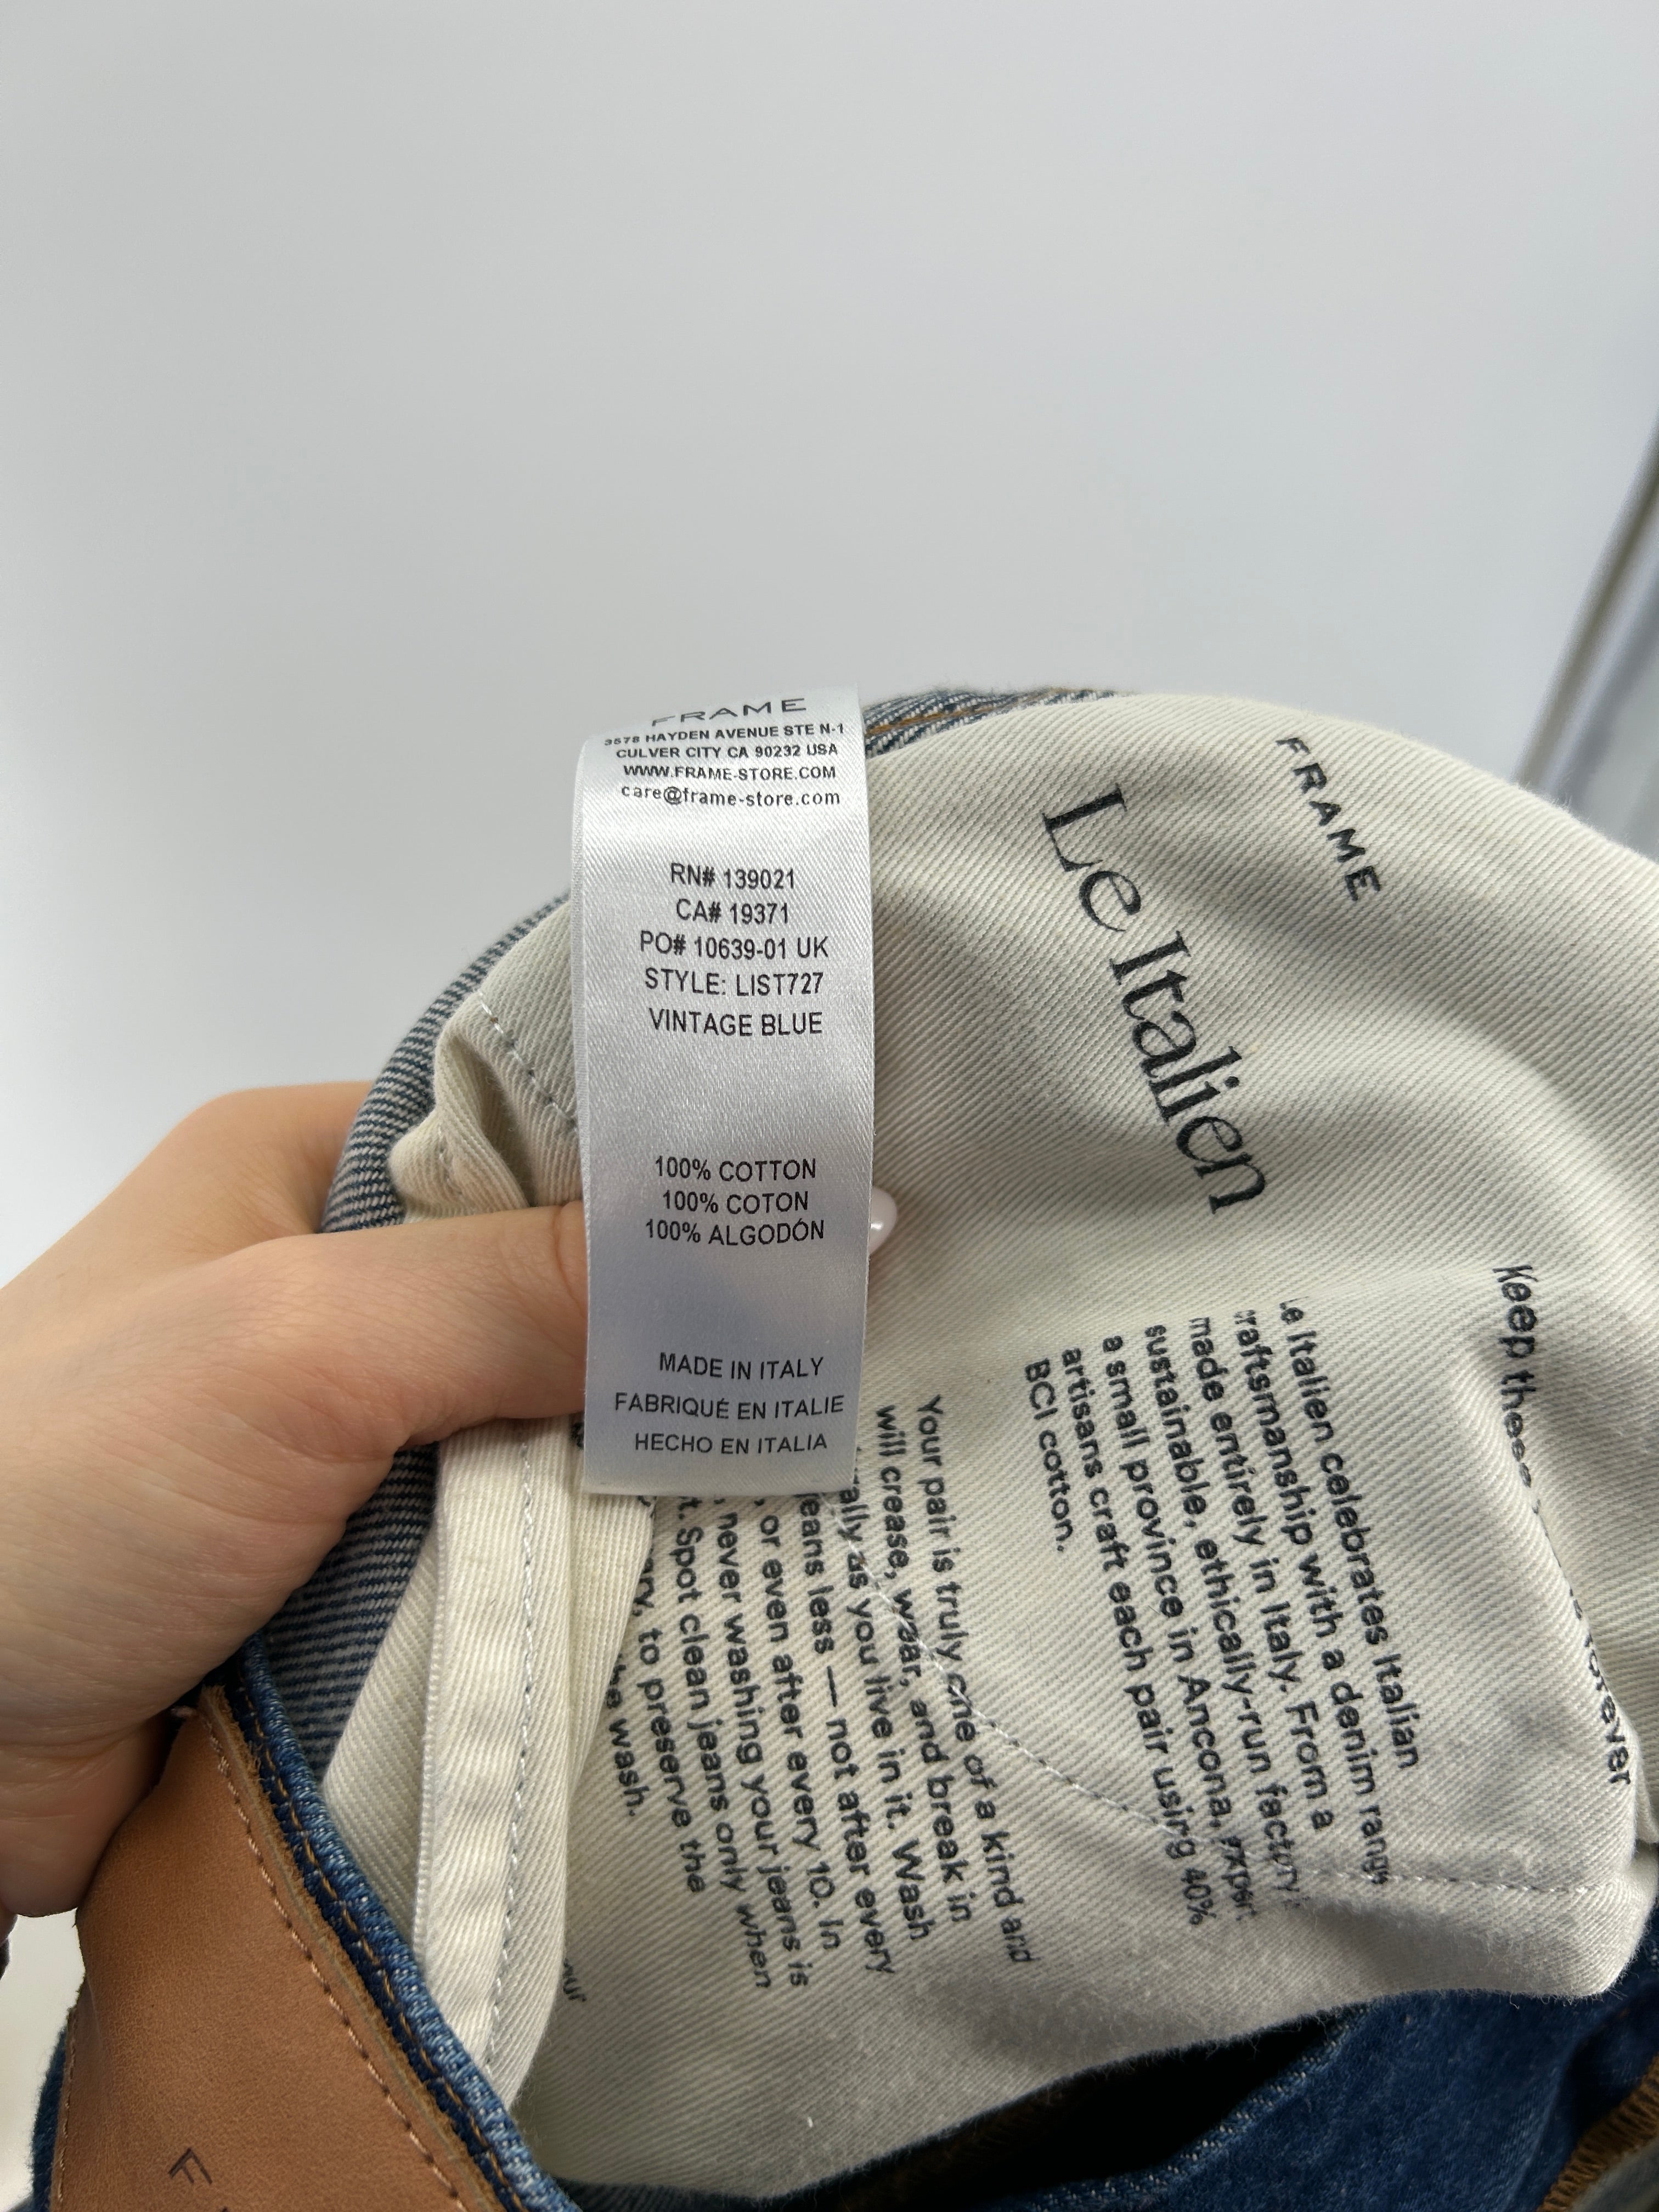 FRAME
3578 HAYDEN AVENUE STE N-1
CULVER CITY CA 90232 USA
WWW.FRAME-STORE.COM
care@frame-store.com
RN# 139021
CA# 19371
PO# 10639-01 UK
STYLE: LIST727
VINTAGE BLUE
100% COTTON
100% COTON
100% ALGODÓN
MADE IN ITALY
FABRIQUÉ EN ITALIE
HECHO EN ITALIA
FRAME
Le Italien
Keep these forever
Le Italien celebrates Italian
craftsmanship with a denim range
made entirely in Italy. From a
sustainable, ethically-run factory
a small province in Ancona, expert
artisans craft each pair using 40%
BCI cotton.
Your pair is truly one of a kind and
will crease, wear, and break in
as you live in it. Wash
jeans less — not after every
, or even after every 10. In
, never washing your jeans is
. Spot clean jeans only when
, to preserve the
wash.
F